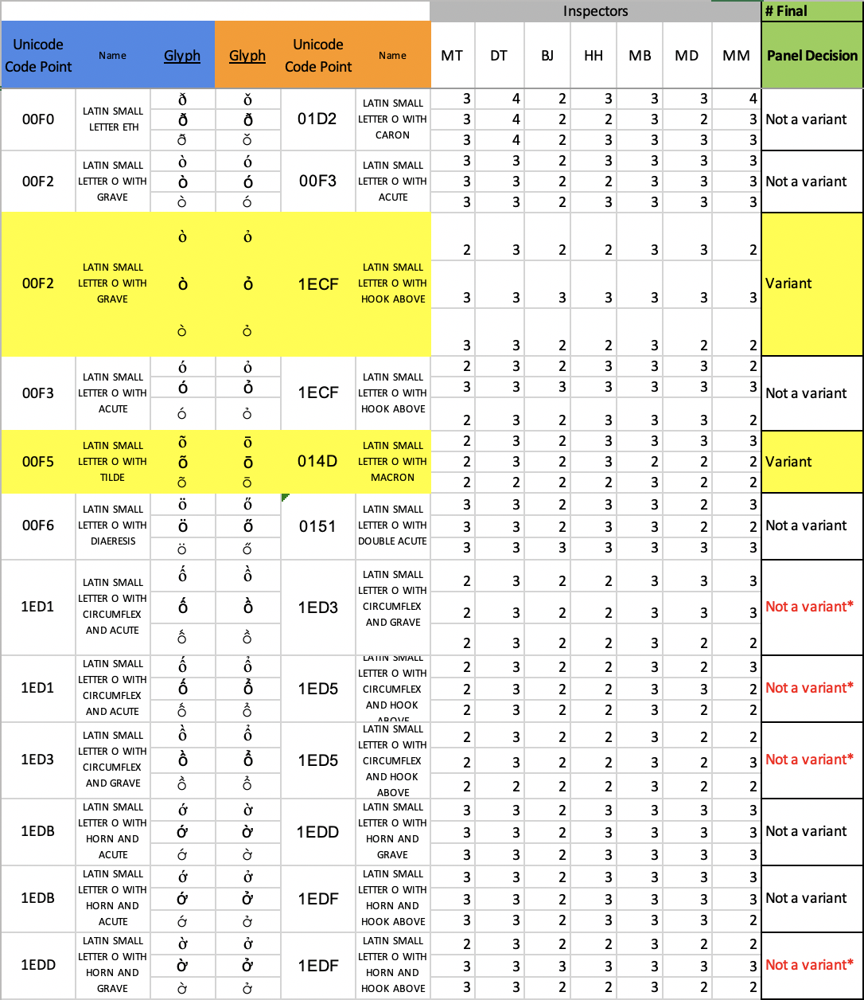 Inspectors # Final
Unicode Code Point Name Glyph Glyph Unicode Code Point Name MT DT BJ HH MB MD MM Panel Decision
00F0
LATIN SMALL
LETTER ETH
ð ǒ
ð ǒ
ð ǒ
01D2
LATIN SMALL
LETTER O WITH
CARON
3 4 2 3 3 3 4
3 4 2 2 3 2 3
3 4 2 3 3 3 3
Not a variant
00F2
LATIN SMALL
LETTER O WITH
GRAVE
ò ó
ò ó
ò ó
00F3
LATIN SMALL
LETTER O WITH
ACUTE
3 3 2 3 3 3 3
3 3 2 2 3 2 3
3 3 2 3 3 3 3
Not a variant
00F2
LATIN SMALL
LETTER O WITH
GRAVE
ò ỏ
ò ỏ
ò ỏ
1ECF
LATIN SMALL
LETTER O WITH
HOOK ABOVE
2 3 2 2 3 3 2
3 3 3 3 3 3 3
3 3 2 2 3 2 2
Variant
00F3
LATIN SMALL
LETTER O WITH
ACUTE
ó ỏ
ó ỏ
ó ỏ
1ECF
LATIN SMALL
LETTER O WITH
HOOK ABOVE
2 3 2 3 3 3 2
3 3 3 3 3 3 3
2 3 2 3 3 3 2
Not a variant
00F5
LATIN SMALL
LETTER O WITH
TILDE
õ ō
õ ō
õ ō
014D
LATIN SMALL
LETTER O WITH
MACRON
2 3 2 3 3 3 3
2 3 2 3 2 2 2
2 2 2 2 3 2 2
Variant
00F6
LATIN SMALL
LETTER O WITH
DIAERESIS
ö ő
ö ő
ö ő
0151
LATIN SMALL
LETTER O WITH
DOUBLE ACUTE
3 3 2 3 3 2 3
3 3 2 3 3 2 2
3 3 3 3 3 3 3
Not a variant
1ED1
LATIN SMALL
LETTER O WITH
CIRCUMFLEX
AND ACUTE
ố ồ
ố ồ
ố ồ
1ED3
LATIN SMALL
LETTER O WITH
CIRCUMFLEX
AND GRAVE
2 3 2 2 3 3 3
2 3 2 2 3 3 3
2 3 2 2 3 2 2
Not a variant*
1ED1
LATIN SMALL
LETTER O WITH
CIRCUMFLEX
AND ACUTE
ố ổ
ố ổ
ố ổ
1ED5
LATIN SMALL
LETTER O WITH
CIRCUMFLEX
AND HOOK
ABOVE
2 3 2 2 3 2 3
2 3 2 2 3 2 3
2 3 2 2 3 2 2
Not a variant*
1ED3
LATIN SMALL
LETTER O WITH
CIRCUMFLEX
AND GRAVE
ồ ổ
ồ ổ
ồ ổ
1ED5
LATIN SMALL
LETTER O WITH
CIRCUMFLEX
AND HOOK
ABOVE
2 3 2 2 3 2 2
2 3 2 2 3 2 3
2 2 2 2 3 2 2
Not a variant*
1EDB
LATIN SMALL
LETTER O WITH
HORN AND
ACUTE
ớ ờ
ớ ờ
ớ ờ
1EDD
LATIN SMALL
LETTER O WITH
HORN AND
GRAVE
3 3 2 3 3 3 3
3 3 2 3 3 3 3
3 3 2 3 3 3 3
Not a variant
1EDB
LATIN SMALL
LETTER O WITH
HORN AND
ACUTE
ớ ở
ớ ở
ớ ở
1EDF
LATIN SMALL
LETTER O WITH
HORN AND
HOOK ABOVE
3 3 2 3 3 3 3
3 3 2 3 3 3 3
3 3 2 3 3 3 2
Not a variant
1EDD
LATIN SMALL
LETTER O WITH
HORN AND
GRAVE
ờ ở
ờ ở
ờ ở
1EDF
LATIN SMALL
LETTER O WITH
HORN AND
HOOK ABOVE
2 3 2 3 3 2 2
3 3 3 3 3 3 3
3 3 2 2 3 2 2
Not a variant*